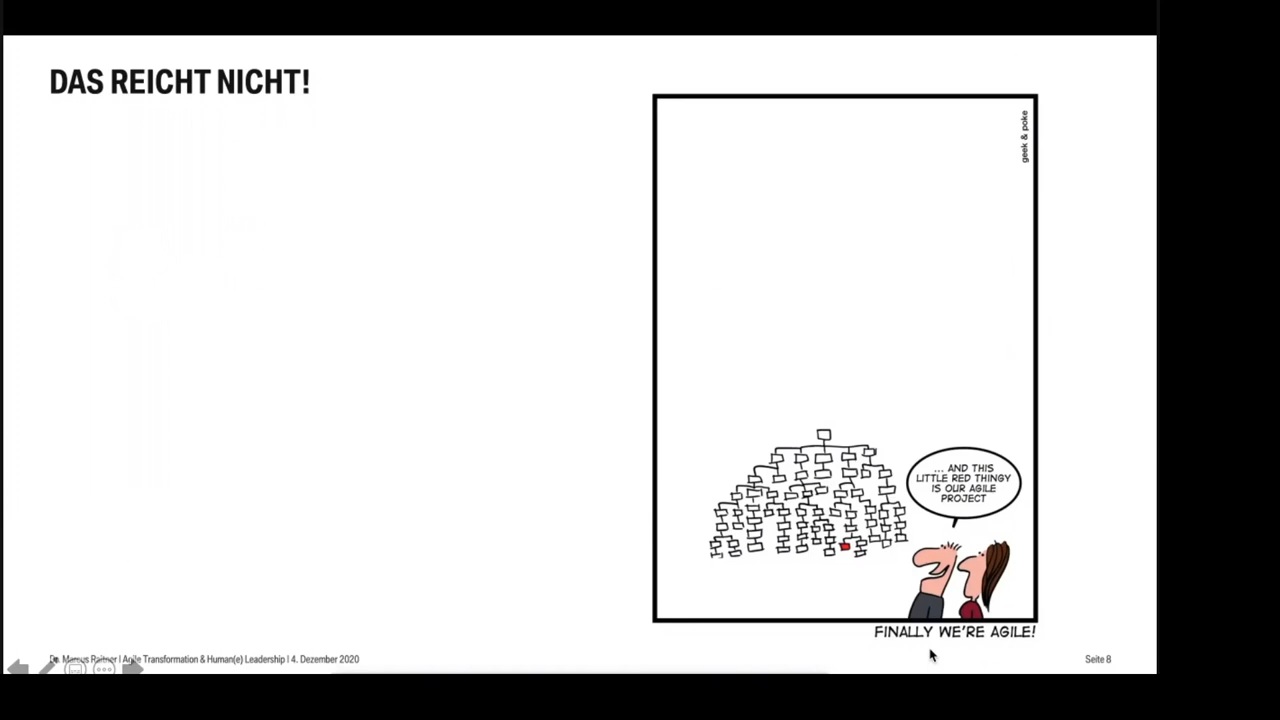 DAS REICHT NICHT!
geek & poke
... AND THIS
LITTLE RED THINGY
IS OUR AGILE
PROJECT
FINALLY WE'RE AGILE!
Dr. Marcus Raitner | Agile Transformation & Human(e) Leadership | 4. Dezember 2020
Seite 8